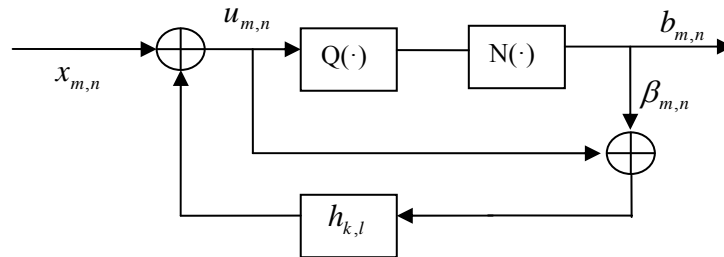 u_{m,n}
b_{m,n}
Q(·)
N(·)
x_{m,n}
β_{m,n}
h_{k,l}